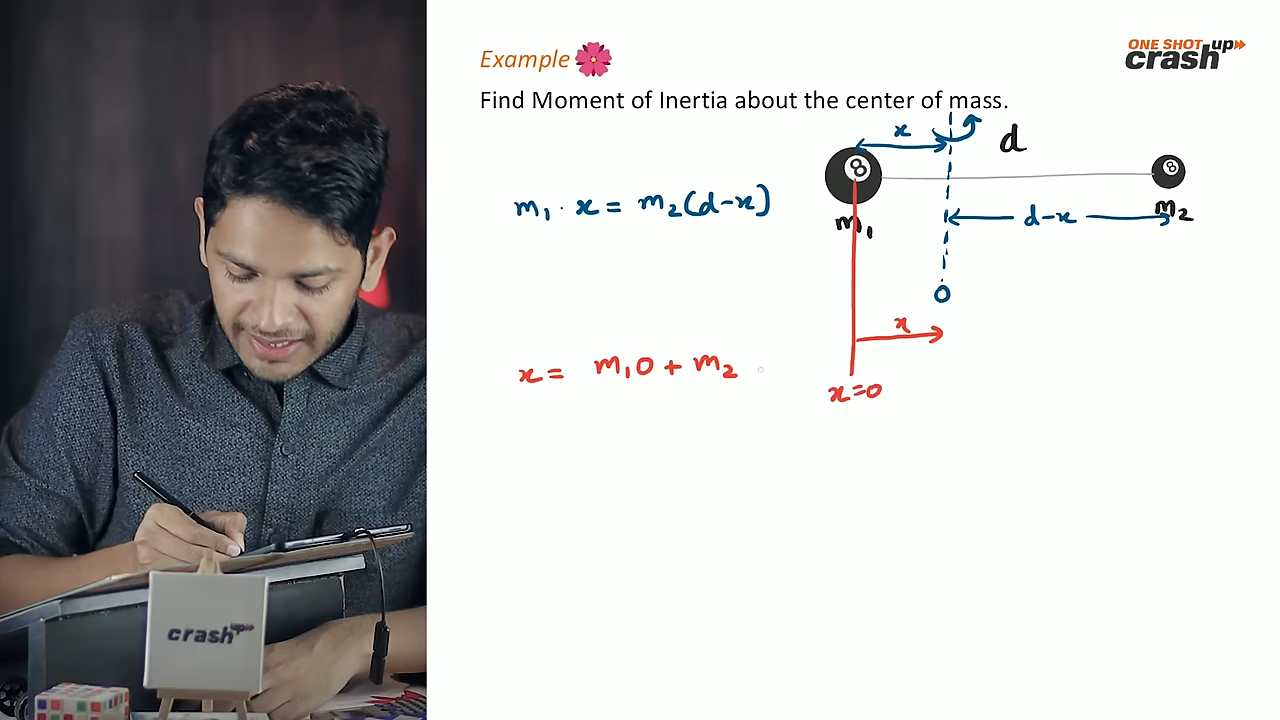 Example
ONE SHOT
crash up
Find Moment of Inertia about the center of mass.
x
d
8
8
m₁ · x = m₂(d-x)
m₁
d-x
m₂
0
x
x = m₁0 + m₂
x=0
crash up